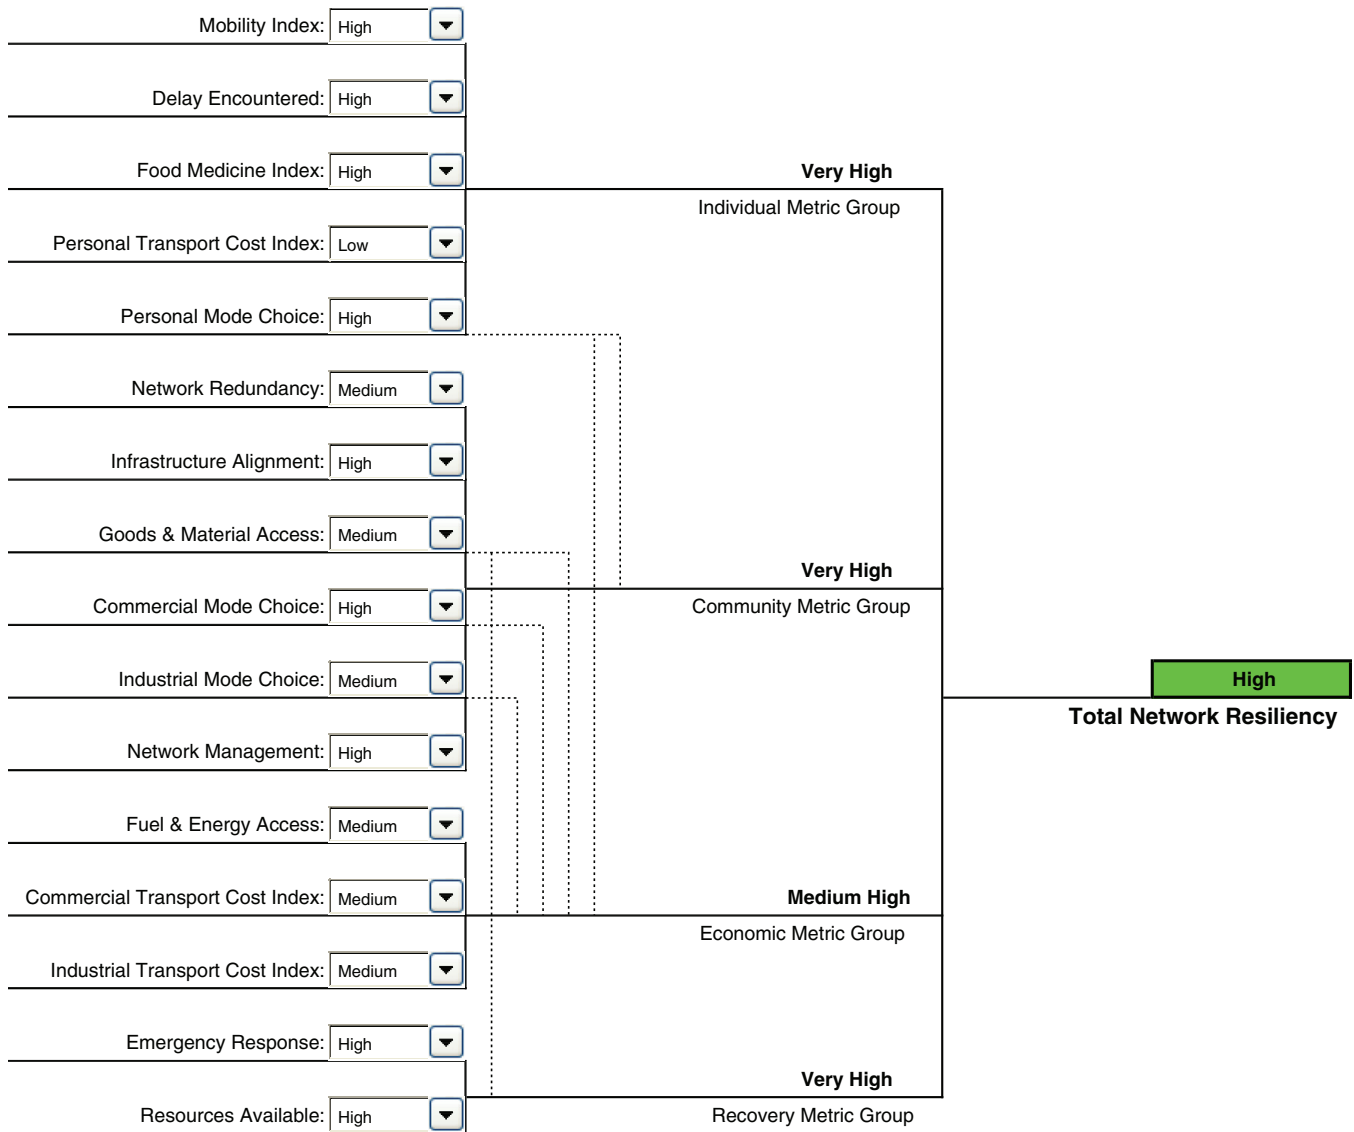 Mobility Index: High
Delay Encountered: High
Food Medicine Index: High
Very High
Individual Metric Group
Personal Transport Cost Index: Low
Personal Mode Choice: High
Network Redundancy: Medium
Infrastructure Alignment: High
Goods & Material Access: Medium
Very High
Community Metric Group
Commercial Mode Choice: High
Industrial Mode Choice: Medium
High
Total Network Resiliency
Network Management: High
Fuel & Energy Access: Medium
Commercial Transport Cost Index: Medium
Medium High
Economic Metric Group
Industrial Transport Cost Index: Medium
Emergency Response: High
Very High
Recovery Metric Group
Resources Available: High